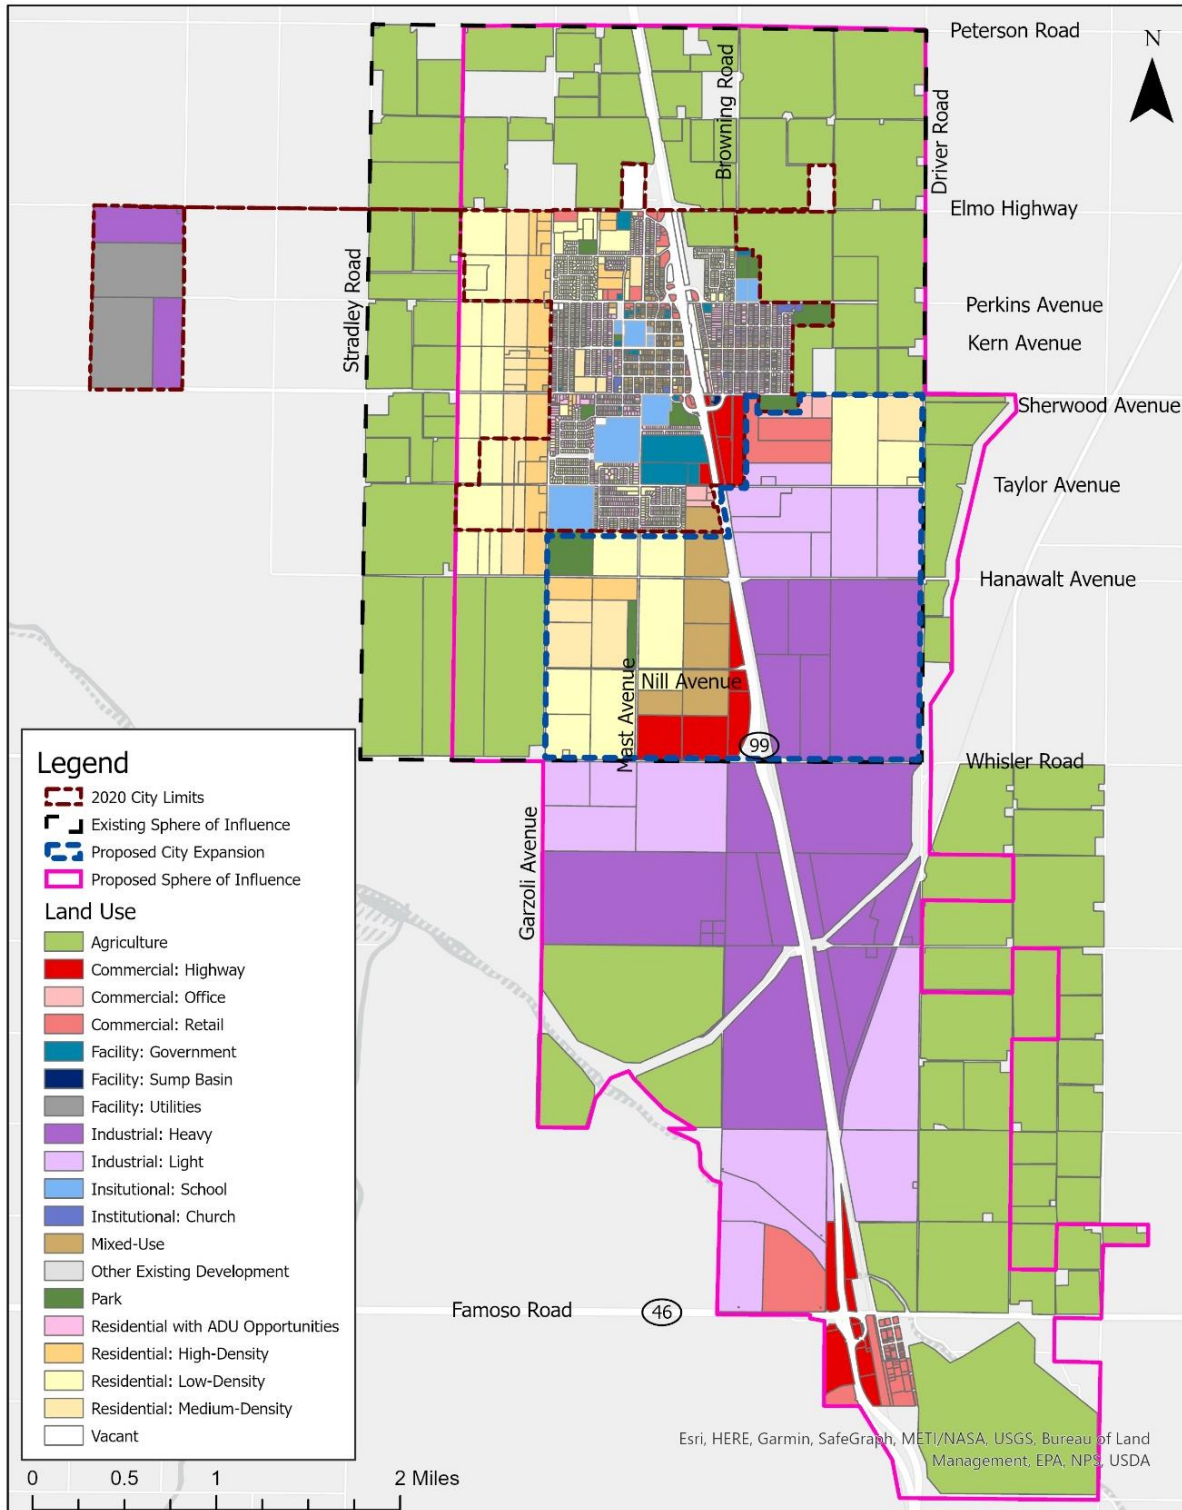 Peterson Road
N
Browning Road
Driver Road
Elmo Highway
Stradley Road
Perkins Avenue
Kern Avenue
Sherwood Avenue
Taylor Avenue
Hanawalt Avenue
Mast Avenue
Nill Avenue
99
Whisler Road
Garzoli Avenue
Legend
2020 City Limits
Existing Sphere of Influence
Proposed City Expansion
Proposed Sphere of Influence
Land Use
Agriculture
Commercial: Highway
Commercial: Office
Commercial: Retail
Facility: Government
Facility: Sump Basin
Facility: Utilities
Industrial: Heavy
Industrial: Light
Insitutional: School
Institutional: Church
Mixed-Use
Other Existing Development
Park
Residential with ADU Opportunities
Residential: High-Density
Residential: Low-Density
Residential: Medium-Density
Vacant
Famoso Road
46
Esri, HERE, Garmin, SafeGraph, METI/NASA, USGS, Bureau of Land
Management, EPA, NPS, USDA
0 0.5 1 2 Miles